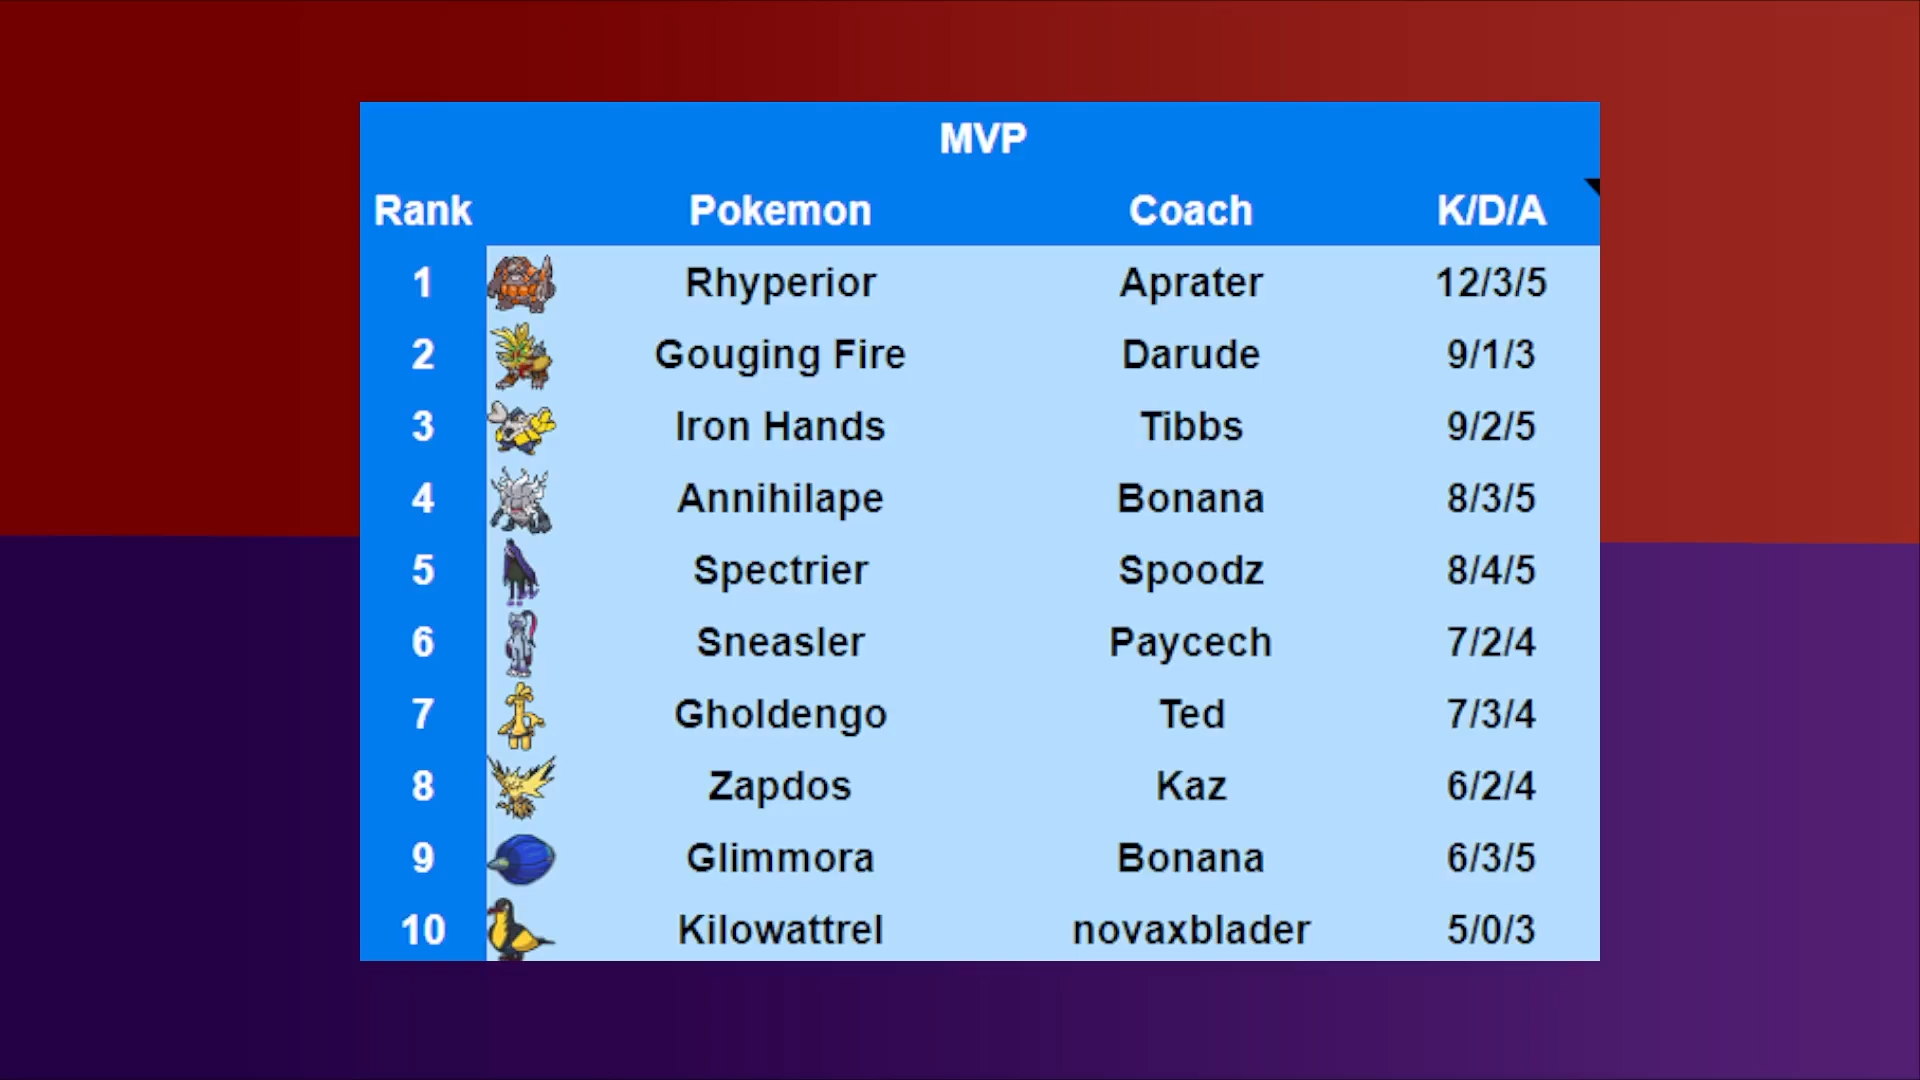 MVP
Rank Pokemon Coach K/D/A
1 Rhyperior Aprater 12/3/5
2 Gouging Fire Darude 9/1/3
3 Iron Hands Tibbs 9/2/5
4 Annihilape Bonana 8/3/5
5 Spectrier Spoodz 8/4/5
6 Sneasler Paycech 7/2/4
7 Gholdengo Ted 7/3/4
8 Zapdos Kaz 6/2/4
9 Glimmora Bonana 6/3/5
10 Kilowattrel novaxblader 5/0/3